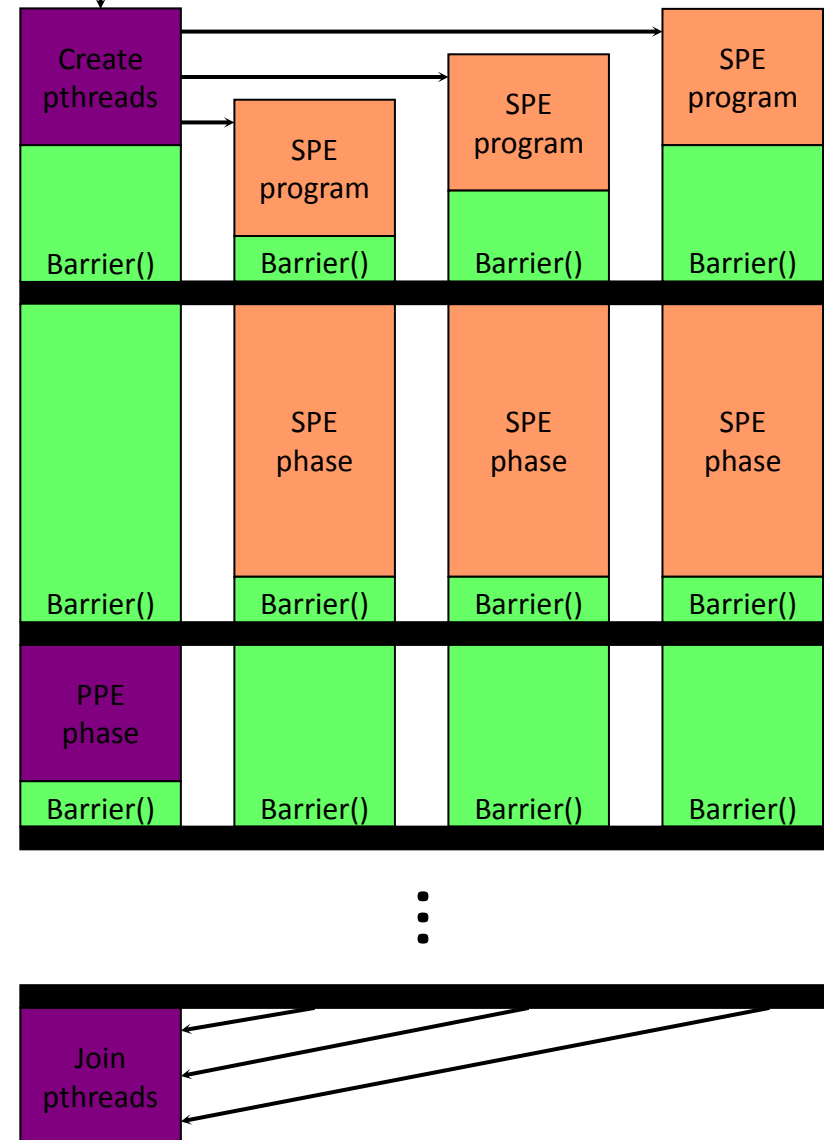 Create
pthreads
SPE
program
SPE
program
SPE
program
Barrier()
Barrier()
Barrier()
Barrier()
SPE
phase
SPE
phase
SPE
phase
Barrier()
Barrier()
Barrier()
Barrier()
PPE
phase
Barrier()
Barrier()
Barrier()
Barrier()
Join
pthreads